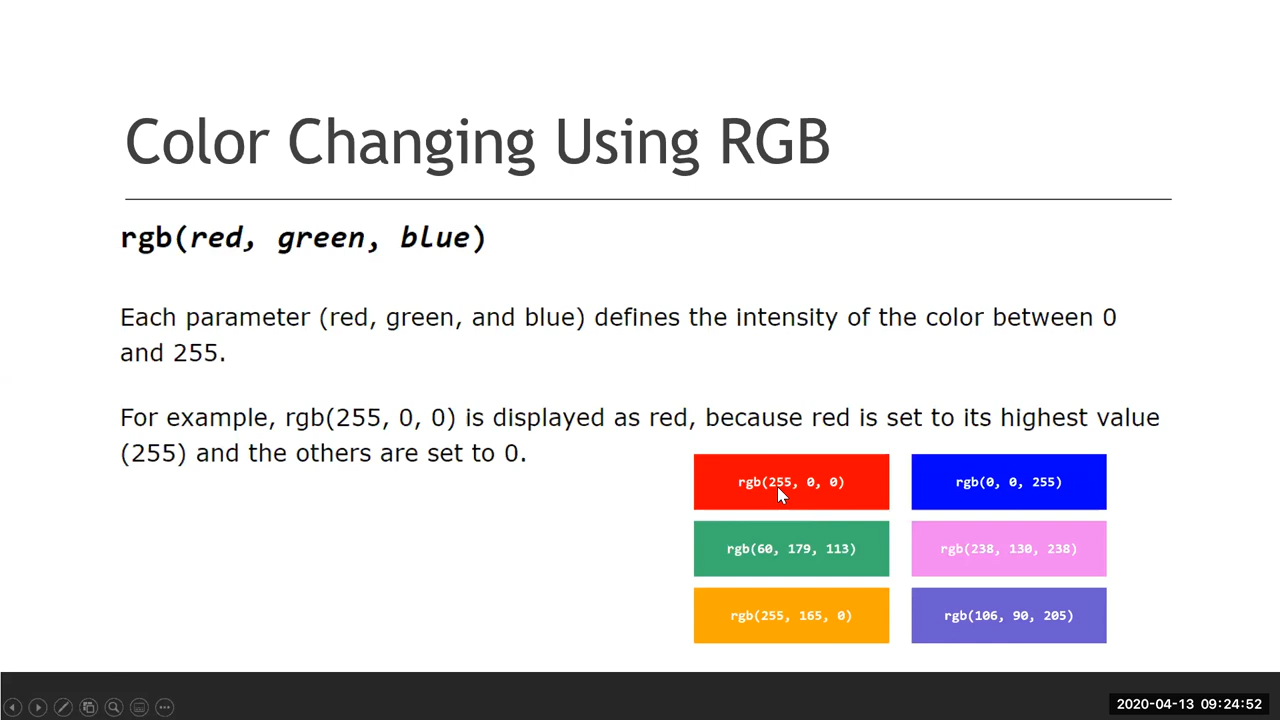 Color Changing Using RGB
rgb(red, green, blue)
Each parameter (red, green, and blue) defines the intensity of the color between 0
and 255.
For example, rgb(255, 0, 0) is displayed as red, because red is set to its highest value
(255) and the others are set to 0.
rgb(255, 0, 0)
rgb(0, 0, 255)
rgb(60, 179, 113)
rgb(238, 130, 238)
rgb(255, 165, 0)
rgb(106, 90, 205)
2020-04-13 09:24:52